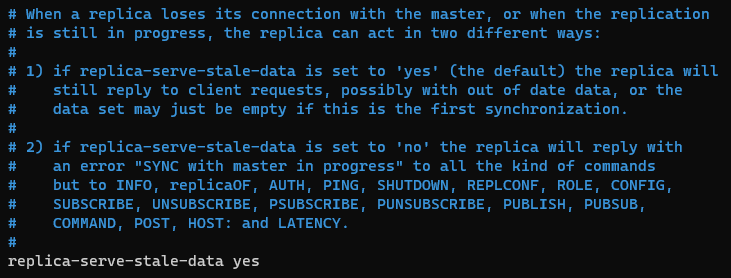 # When a replica loses its connection with the master, or when the replication
# is still in progress, the replica can act in two different ways:
#
# 1) if replica-serve-stale-data is set to 'yes' (the default) the replica will
#    still reply to client requests, possibly with out of date data, or the
#    data set may just be empty if this is the first synchronization.
#
# 2) if replica-serve-stale-data is set to 'no' the replica will reply with
#    an error "SYNC with master in progress" to all the kind of commands
#    but to INFO, replicaOF, AUTH, PING, SHUTDOWN, REPLCONF, ROLE, CONFIG,
#    SUBSCRIBE, UNSUBSCRIBE, PSUBSCRIBE, PUNSUBSCRIBE, PUBLISH, PUBSUB,
#    COMMAND, POST, HOST: and LATENCY.
#
replica-serve-stale-data yes